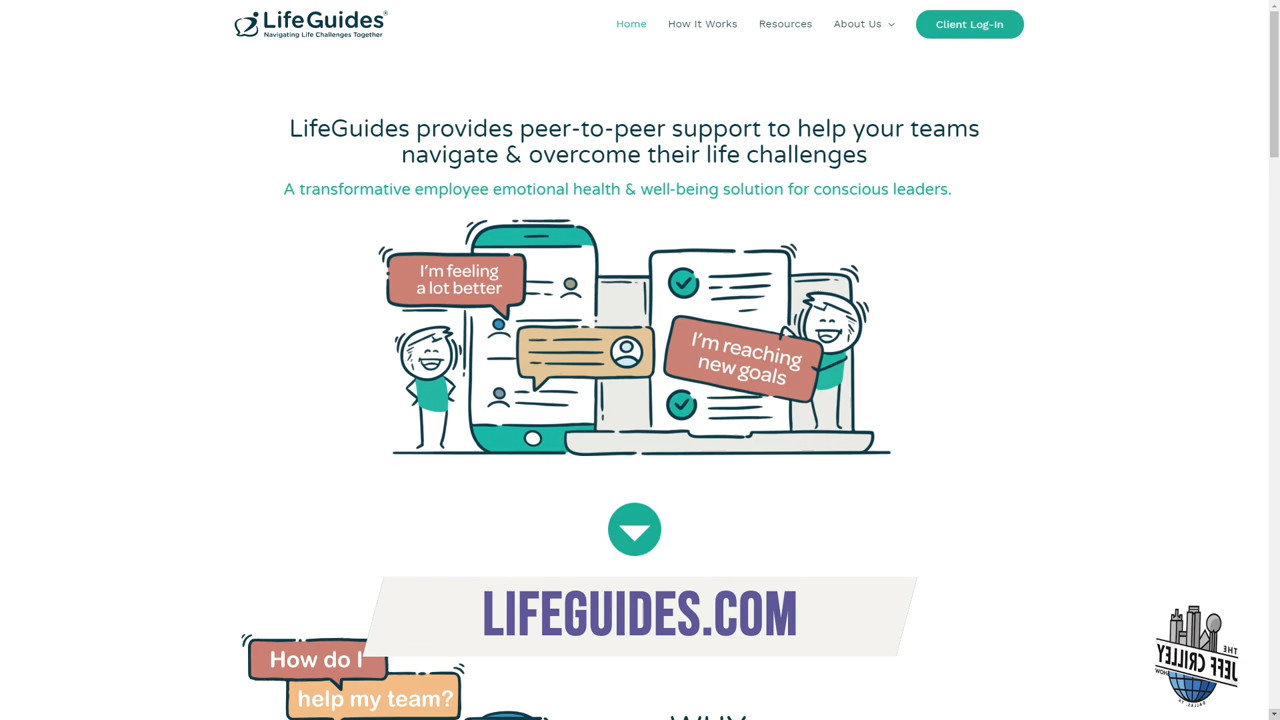 LifeGuides®
Navigating Life Challenges Together
Home How It Works Resources About Us Client Log-In
LifeGuides provides peer-to-peer support to help your teams
navigate & overcome their life challenges
A transformative employee emotional health & well-being solution for conscious leaders.
I'm feeling
a lot better
I'm reaching
new goals
LIFEGUIDES.COM
How do I
help my team?
WHY
THE
JEFF CRILLEY
SHOW